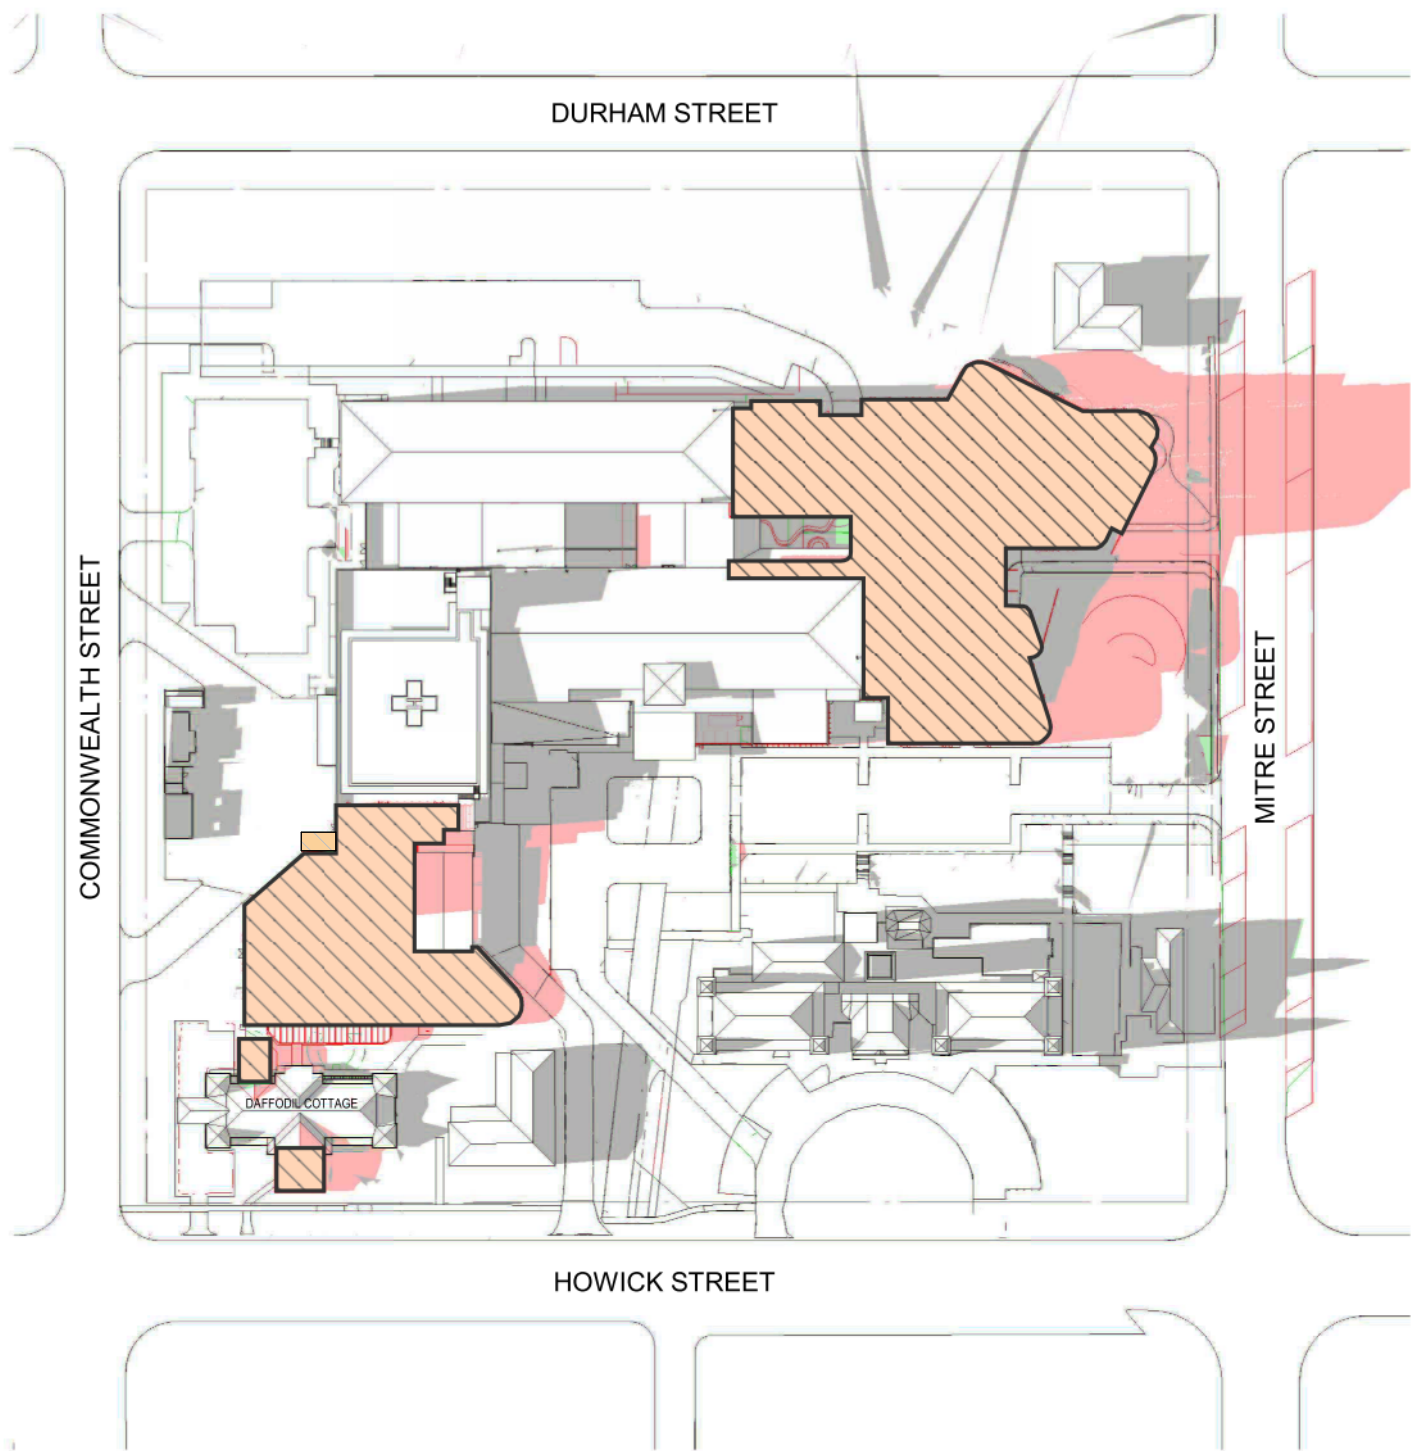 DURHAM STREET
COMMONWEALTH STREET
MITRE STREET
DAFFODIL COTTAGE
HOWICK STREET